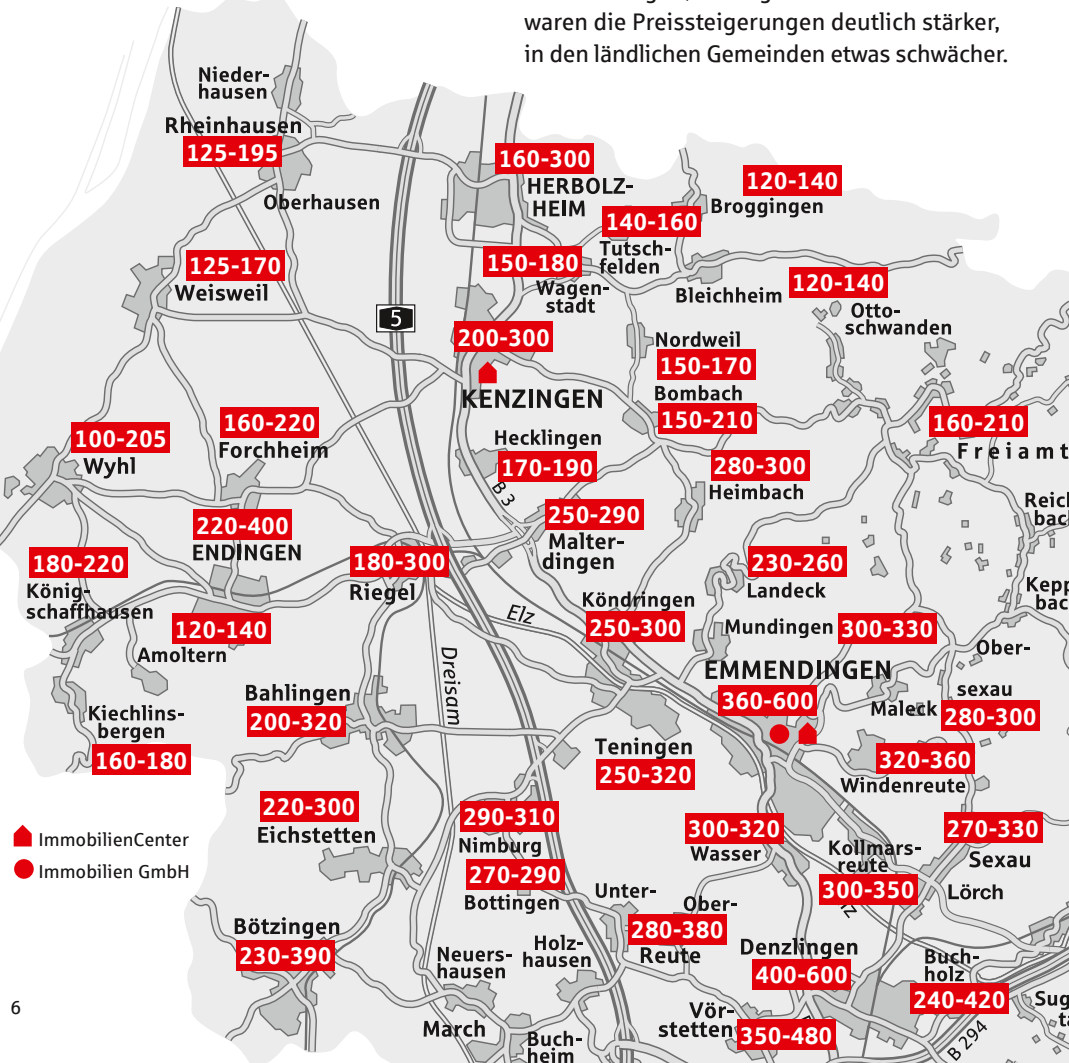 waren die Preissteigerungen deutlich stärker,
in den ländlichen Gemeinden etwas schwächer.
Nieder-
hausen
Rheinhausen
125-195
Oberhausen
160-300
HERBOLZ-
HEIM
120-140
Broggingen
140-160
Tutsch-
felden
150-180
Wagen-
stadt
125-170
Weisweil
Bleichheim
120-140
Otto-
schwanden
5
200-300
KENZINGEN
Nordweil
150-170
Bombach
150-210
160-220
Forchheim
100-205
Wyhl
Hecklingen
170-190
B 3
280-300
Heimbach
160-210
Freiamt
220-400
ENDINGEN
250-290
Malter-
dingen
180-220
König-
schaffhausen
180-300
Riegel
230-260
Landeck
120-140
Amoltern
Elz
Köndringen
250-300
Mundingen
300-330
Ober-
sexau
280-300
Dreisam
EMMENDINGEN
360-600
Maleck
Bahlingen
200-320
Kiechlins-
bergen
160-180
Teningen
250-320
320-360
Windenreute
220-300
Eichstetten
290-310
Nimburg
270-290
Bottingen
300-320
Wasser
Kollmars-
reute
300-350
270-330
Sexau
Lörch
ImmobilienCenter
Immobilien GmbH
Unter-
Ober-
280-380
Reute
Bötzingen
230-390
Neuers-
hausen
Holz-
hausen
Denzlingen
400-600
Buch-
holz
240-420
March
Buch-
heim
Vör-
stetten
350-480
B 294
6